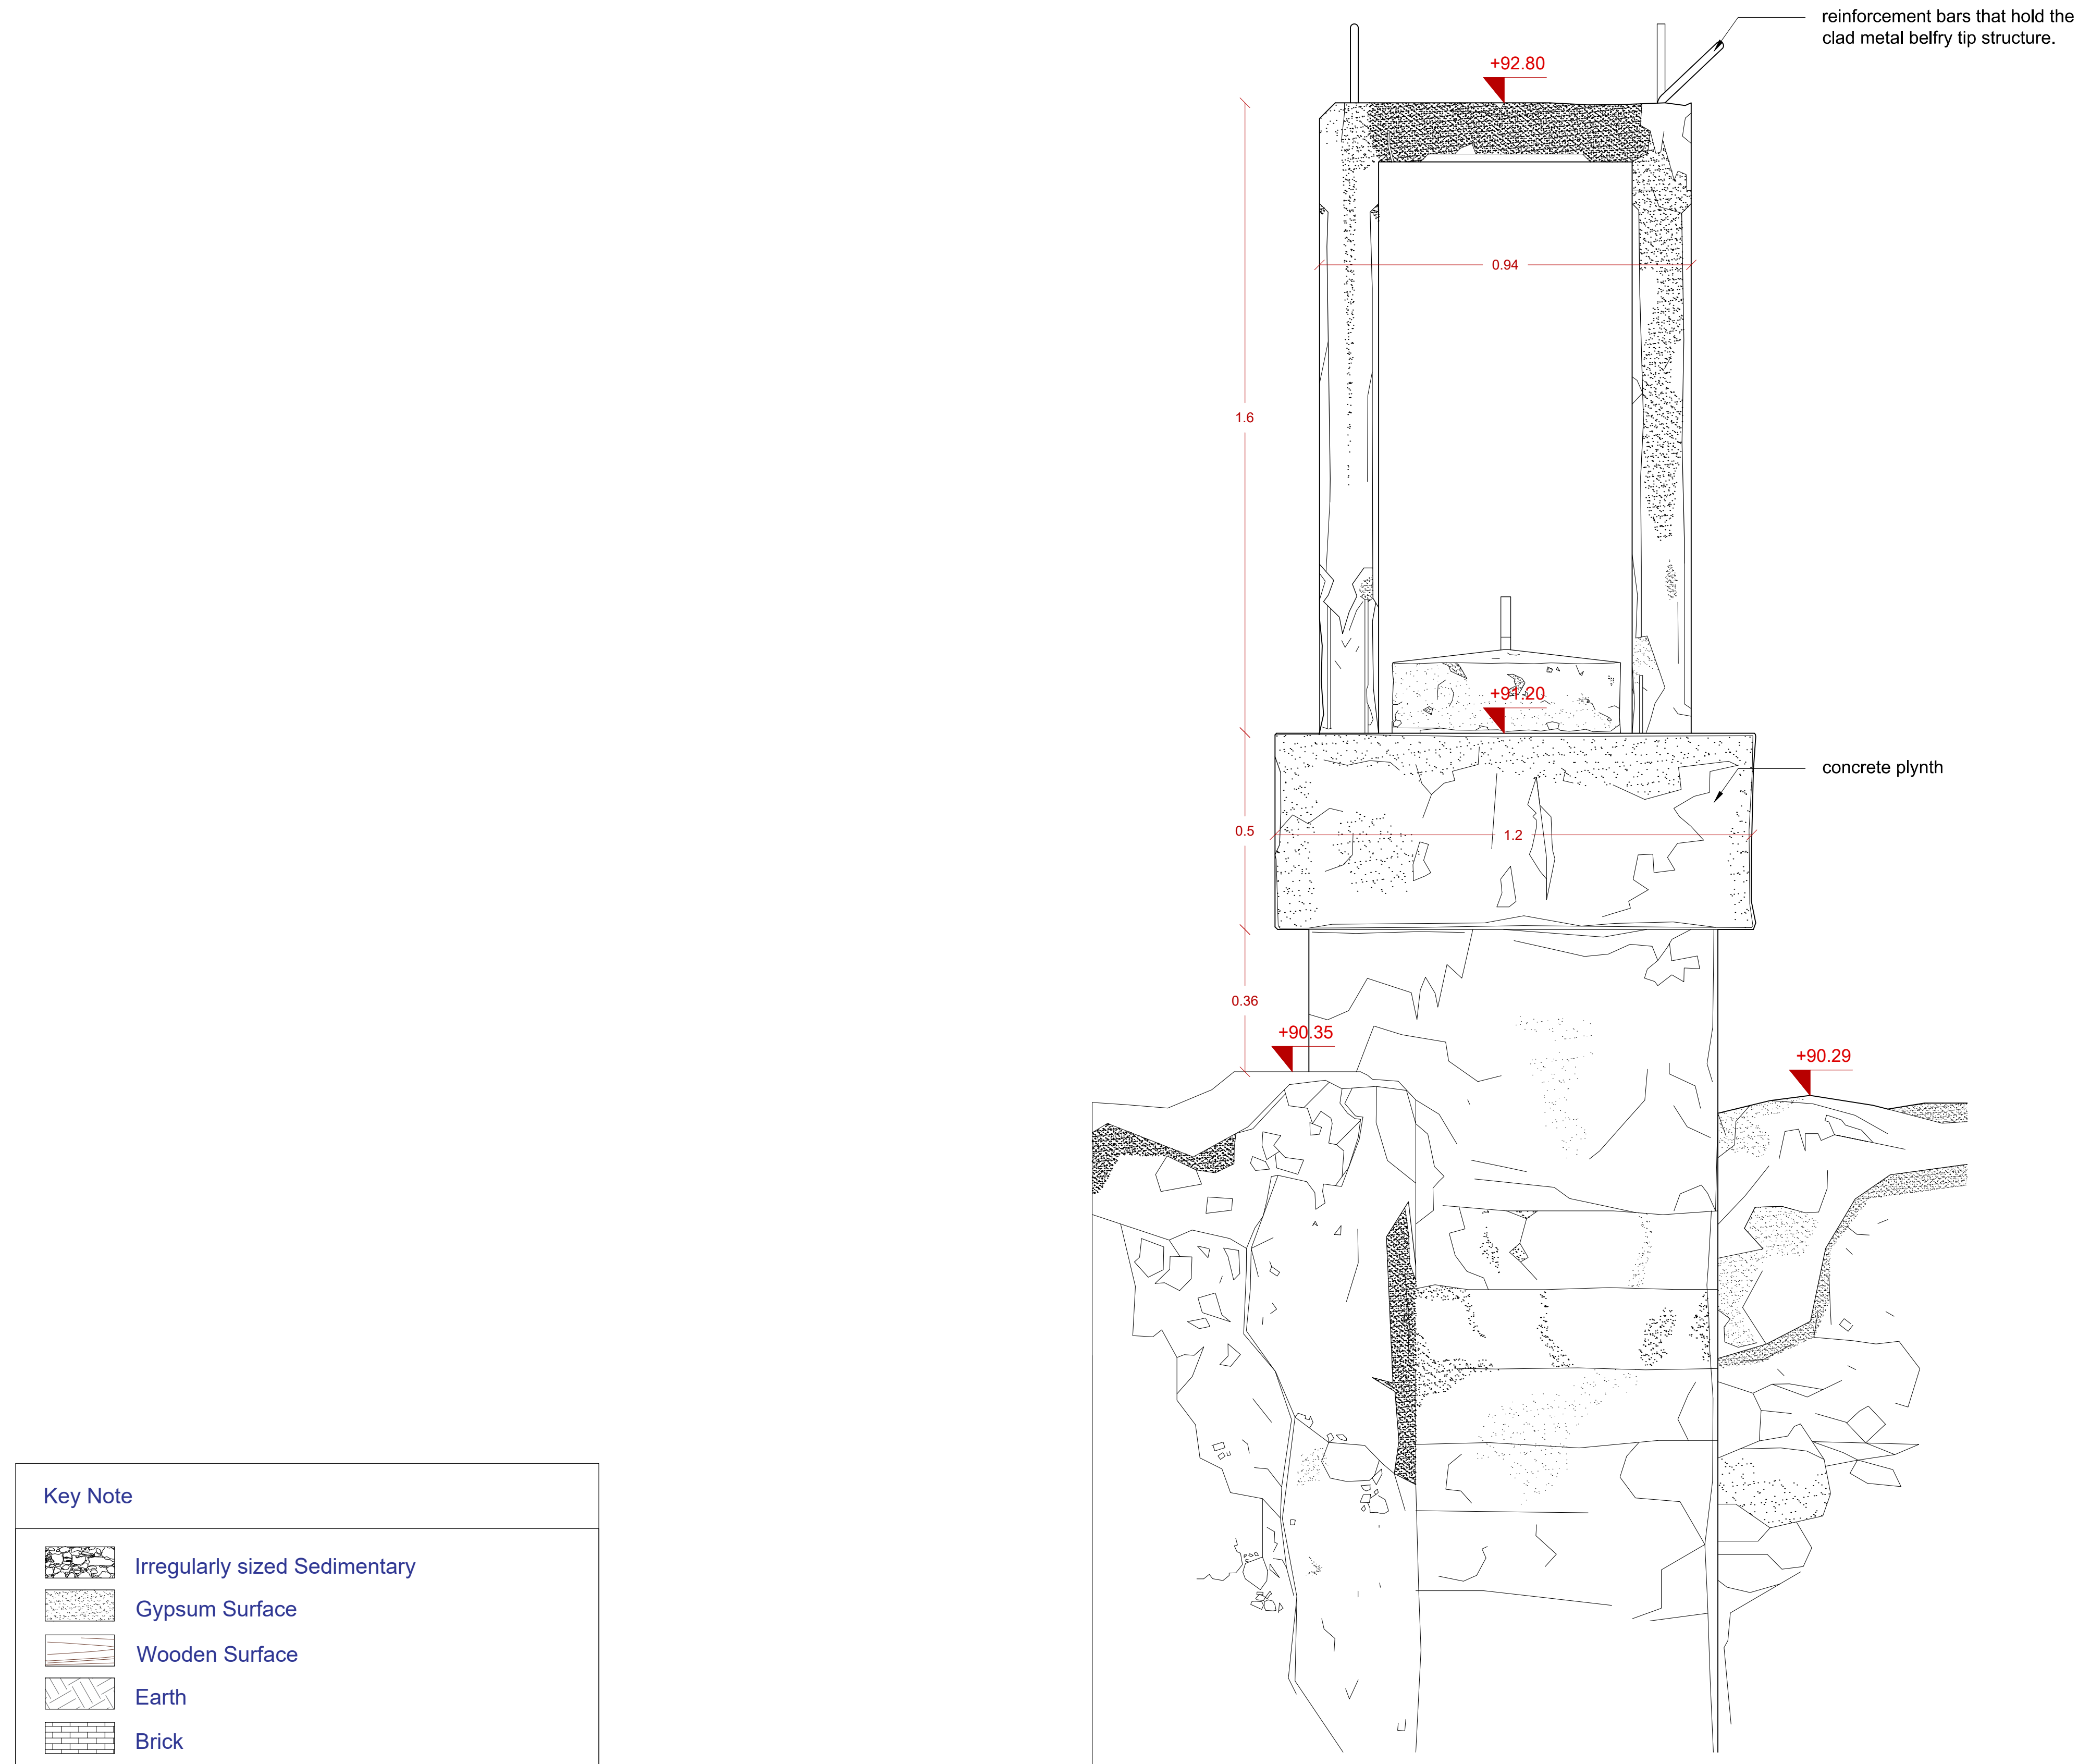 reinforcement bars that hold the
clad metal belfry tip structure.
+92.80
0.94
1.6
+91.20
concrete plynth
0.5
1.2
0.36
+90.35
+90.29
Key Note
Irregularly sized Sedimentary
Gypsum Surface
Wooden Surface
Earth
Brick